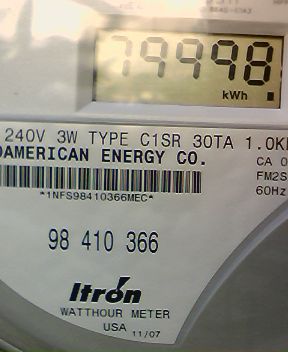 79998
kWh
240V 3W TYPE C1SR 30TA 1.0K
AMERICAN ENERGY CO.
CA 0
FM2S
60Hz
*1NFS98410366MEC*
98 410 366
Itron
WATTHOUR METER
USA 11/07